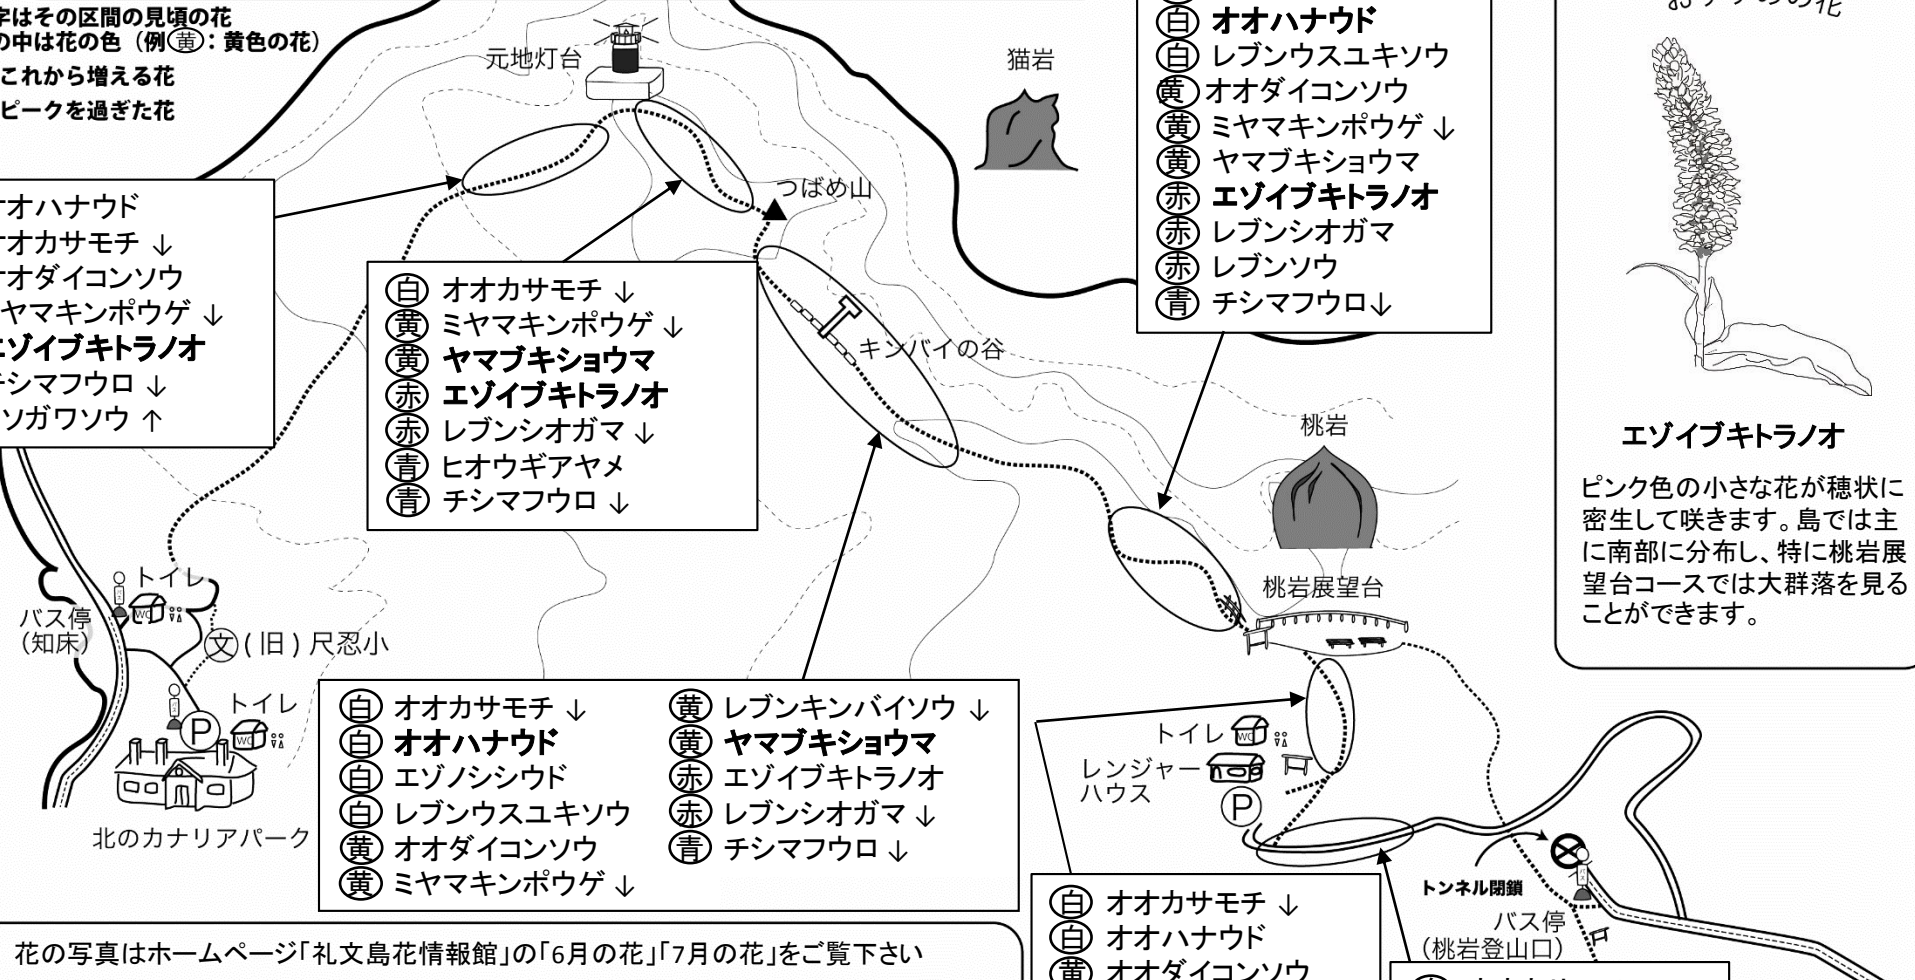 字はその区間の見頃の花
の中は花の色（例㊎黄：黄色の花）
これから増える花
ピークを過ぎた花
元地灯台
猫岩
つばめ山
キンバイの谷
桃岩
桃岩展望台
オハナウド
オカサモチ ↓
オダイコンソウ
ヤマキンポウゲ ↓
ゾイブキトラノオ
シマフウロ ↓
ソガワソウ ↑
白 オオカサモチ ↓
黄 ミヤマキンポウゲ ↓
黄 ヤマブキショウマ
赤 エゾイブキトラノオ
赤 レブンシオガマ ↓
青 ヒオウギアヤメ
青 チシマフウロ ↓
白 オオハナウド
白 レブンウスユキソウ
黄 オオダイコンソウ
黄 ミヤマキンポウゲ ↓
黄 ヤマブキショウマ
赤 エゾイブキトラノオ
赤 レブンシオガマ
赤 レブンソウ
青 チシマフウロ↓
おすすめの花
エゾイブキトラノオ
ピンク色の小さな花が穂状に
密生して咲きます。島では主
に南部に分布し、特に桃岩展
望台コースでは大群落を見る
ことができます。
トイレ
WC
バス停
（知床）
文 (旧) 尺忍小
P
トイレ
WC
北のカナリアパーク
白 オオカサモチ ↓
白 オオハナウド
白 エゾノシシウド
白 レブンウスユキソウ
黄 オオダイコンソウ
黄 ミヤマキンポウゲ ↓
黄 レブンキンバイソウ ↓
黄 ヤマブキショウマ
赤 エゾイブキトラノオ
赤 レブンシオガマ ↓
青 チシマフウロ ↓
トイレ
WC
レンジャー
ハウス
P
トンネル閉鎖
バス停
（桃岩登山口）
白 オオカサモチ ↓
白 オオハナウド
黄 オオダイコンソウ
花の写真はホームページ「礼文島花情報館」の「6月の花」「7月の花」をご覧下さい